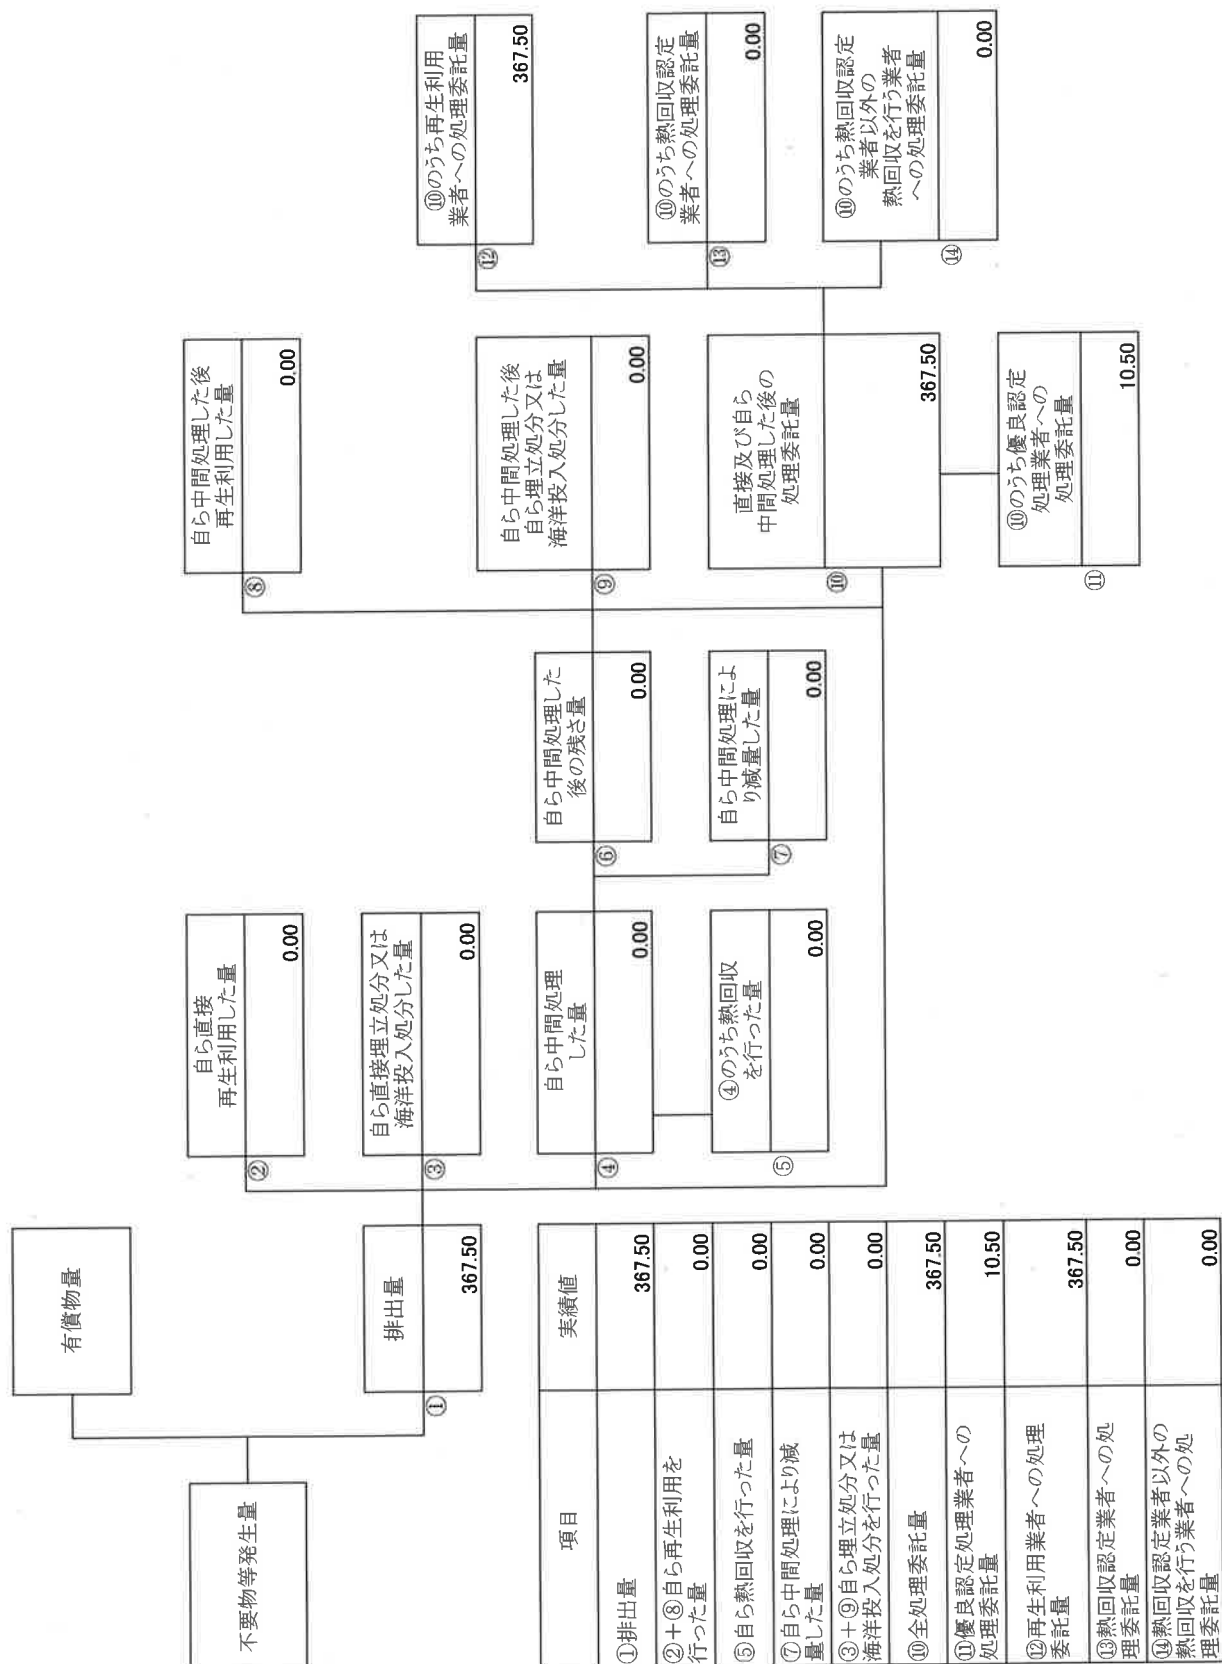 不要物等発生量
有償物量
①
排出量
367.50
②
自ら直接
再生利用した量
0.00
③
自ら直接埋立処分又は
海洋投入処分した量
0.00
④
自ら中間処理
した量
0.00
⑤
④のうち熱回収
を行った量
0.00
⑥
自ら中間処理した
後の残さ量
0.00
⑦
自ら中間処理によ
り減量した量
0.00
⑧
自ら中間処理した後
再生利用した量
0.00
⑨
自ら中間処理した後
自ら埋立処分又は
海洋投入処分した量
0.00
⑩
直接及び自ら
中間処理した後の
処理委託量
367.50
⑪
⑩のうち優良認定
処理業者への
処理委託量
10.50
⑫
⑩のうち再生利用
業者への処理委託量
367.50
⑬
⑩のうち熱回収認定
業者への処理委託量
0.00
⑭
⑩のうち熱回収認定
業者以外の
熱回収を行う業者
への処理委託量
0.00
項目
実績値
①排出量
367.50
②+⑧自ら再生利用を
行った量
0.00
⑤自ら熱回収を行った量
0.00
⑦自ら中間処理により減
量した量
0.00
③+⑨自ら埋立処分又は
海洋投入処分を行った量
0.00
⑩全処理委託量
367.50
⑪優良認定処理業者への
処理委託量
10.50
⑫再生利用業者への処理
委託量
367.50
⑬熱回収認定業者への処
理委託量
0.00
⑭熱回収認定業者以外の
熱回収を行う業者への処
理委託量
0.00